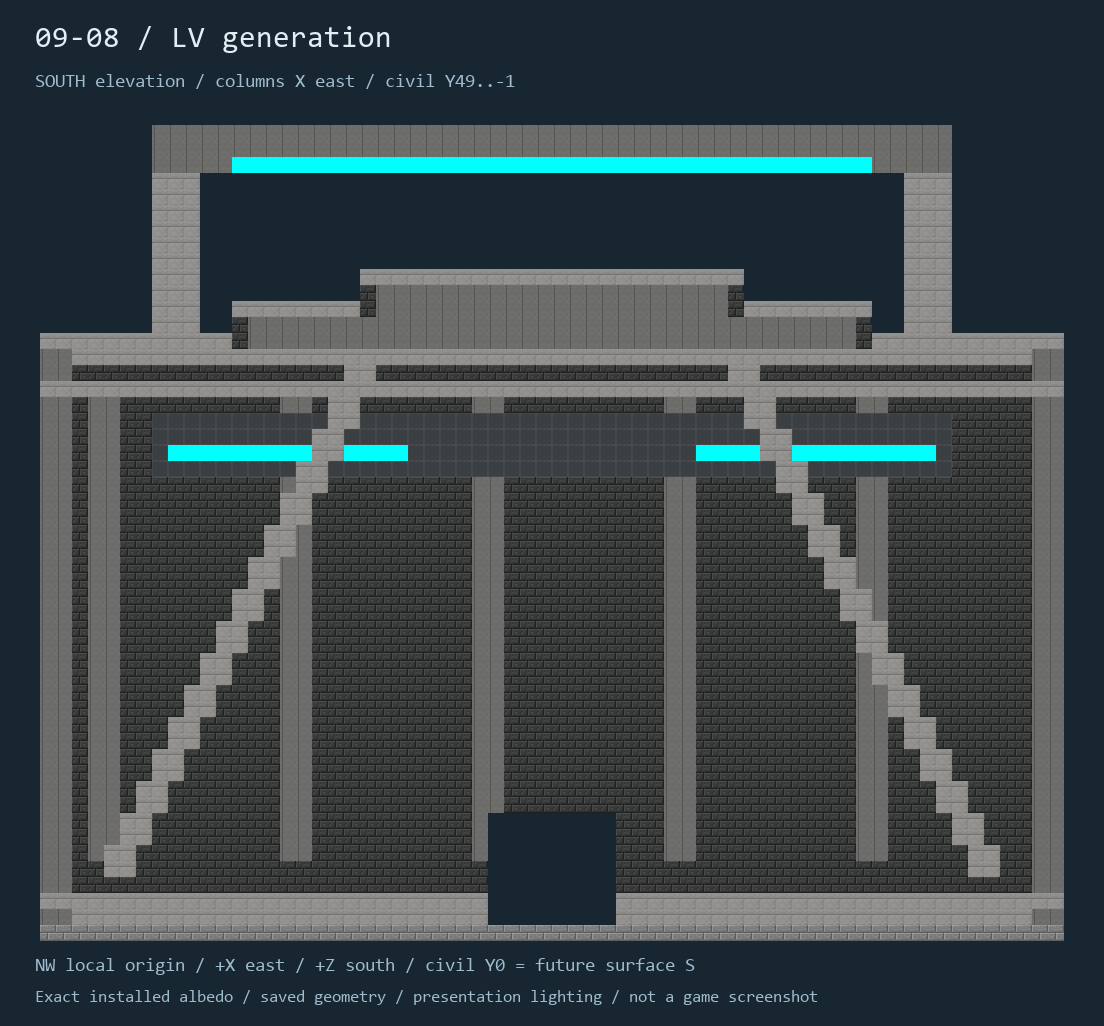 09-08 / LV generation
SOUTH elevation / columns X east / civil Y49..-1
NW local origin / +X east / +Z south / civil Y0 = future surface S
Exact installed albedo / saved geometry / presentation lighting / not a game screenshot